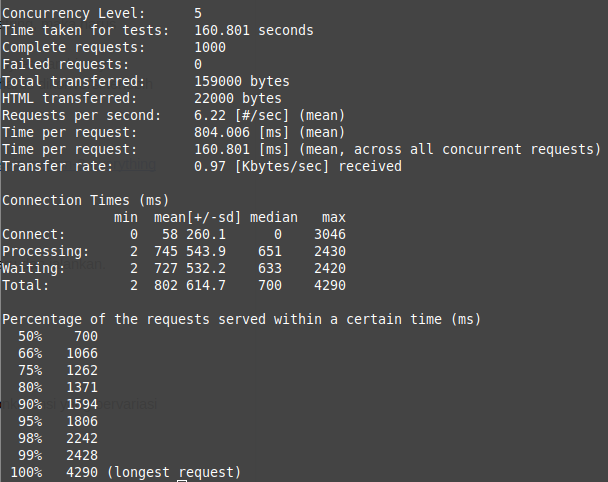 Concurrency Level:      5
Time taken for tests:   160.801 seconds
Complete requests:      1000
Failed requests:        0
Total transferred:      159000 bytes
HTML transferred:       22000 bytes
Requests per second:    6.22 [#/sec] (mean)
Time per request:       804.006 [ms] (mean)
Time per request:       160.801 [ms] (mean, across all concurrent requests)
Transfer rate:          0.97 [Kbytes/sec] received

Connection Times (ms)
              min  mean[+/-sd] median   max
Connect:        0   58 260.1      0    3046
Processing:     2  745 543.9    651    2430
Waiting:        2  727 532.2    633    2420
Total:          2  802 614.7    700    4290

Percentage of the requests served within a certain time (ms)
  50%    700
  66%   1066
  75%   1262
  80%   1371
  90%   1594
  95%   1806
  98%   2242
  99%   2428
 100%   4290 (longest request)